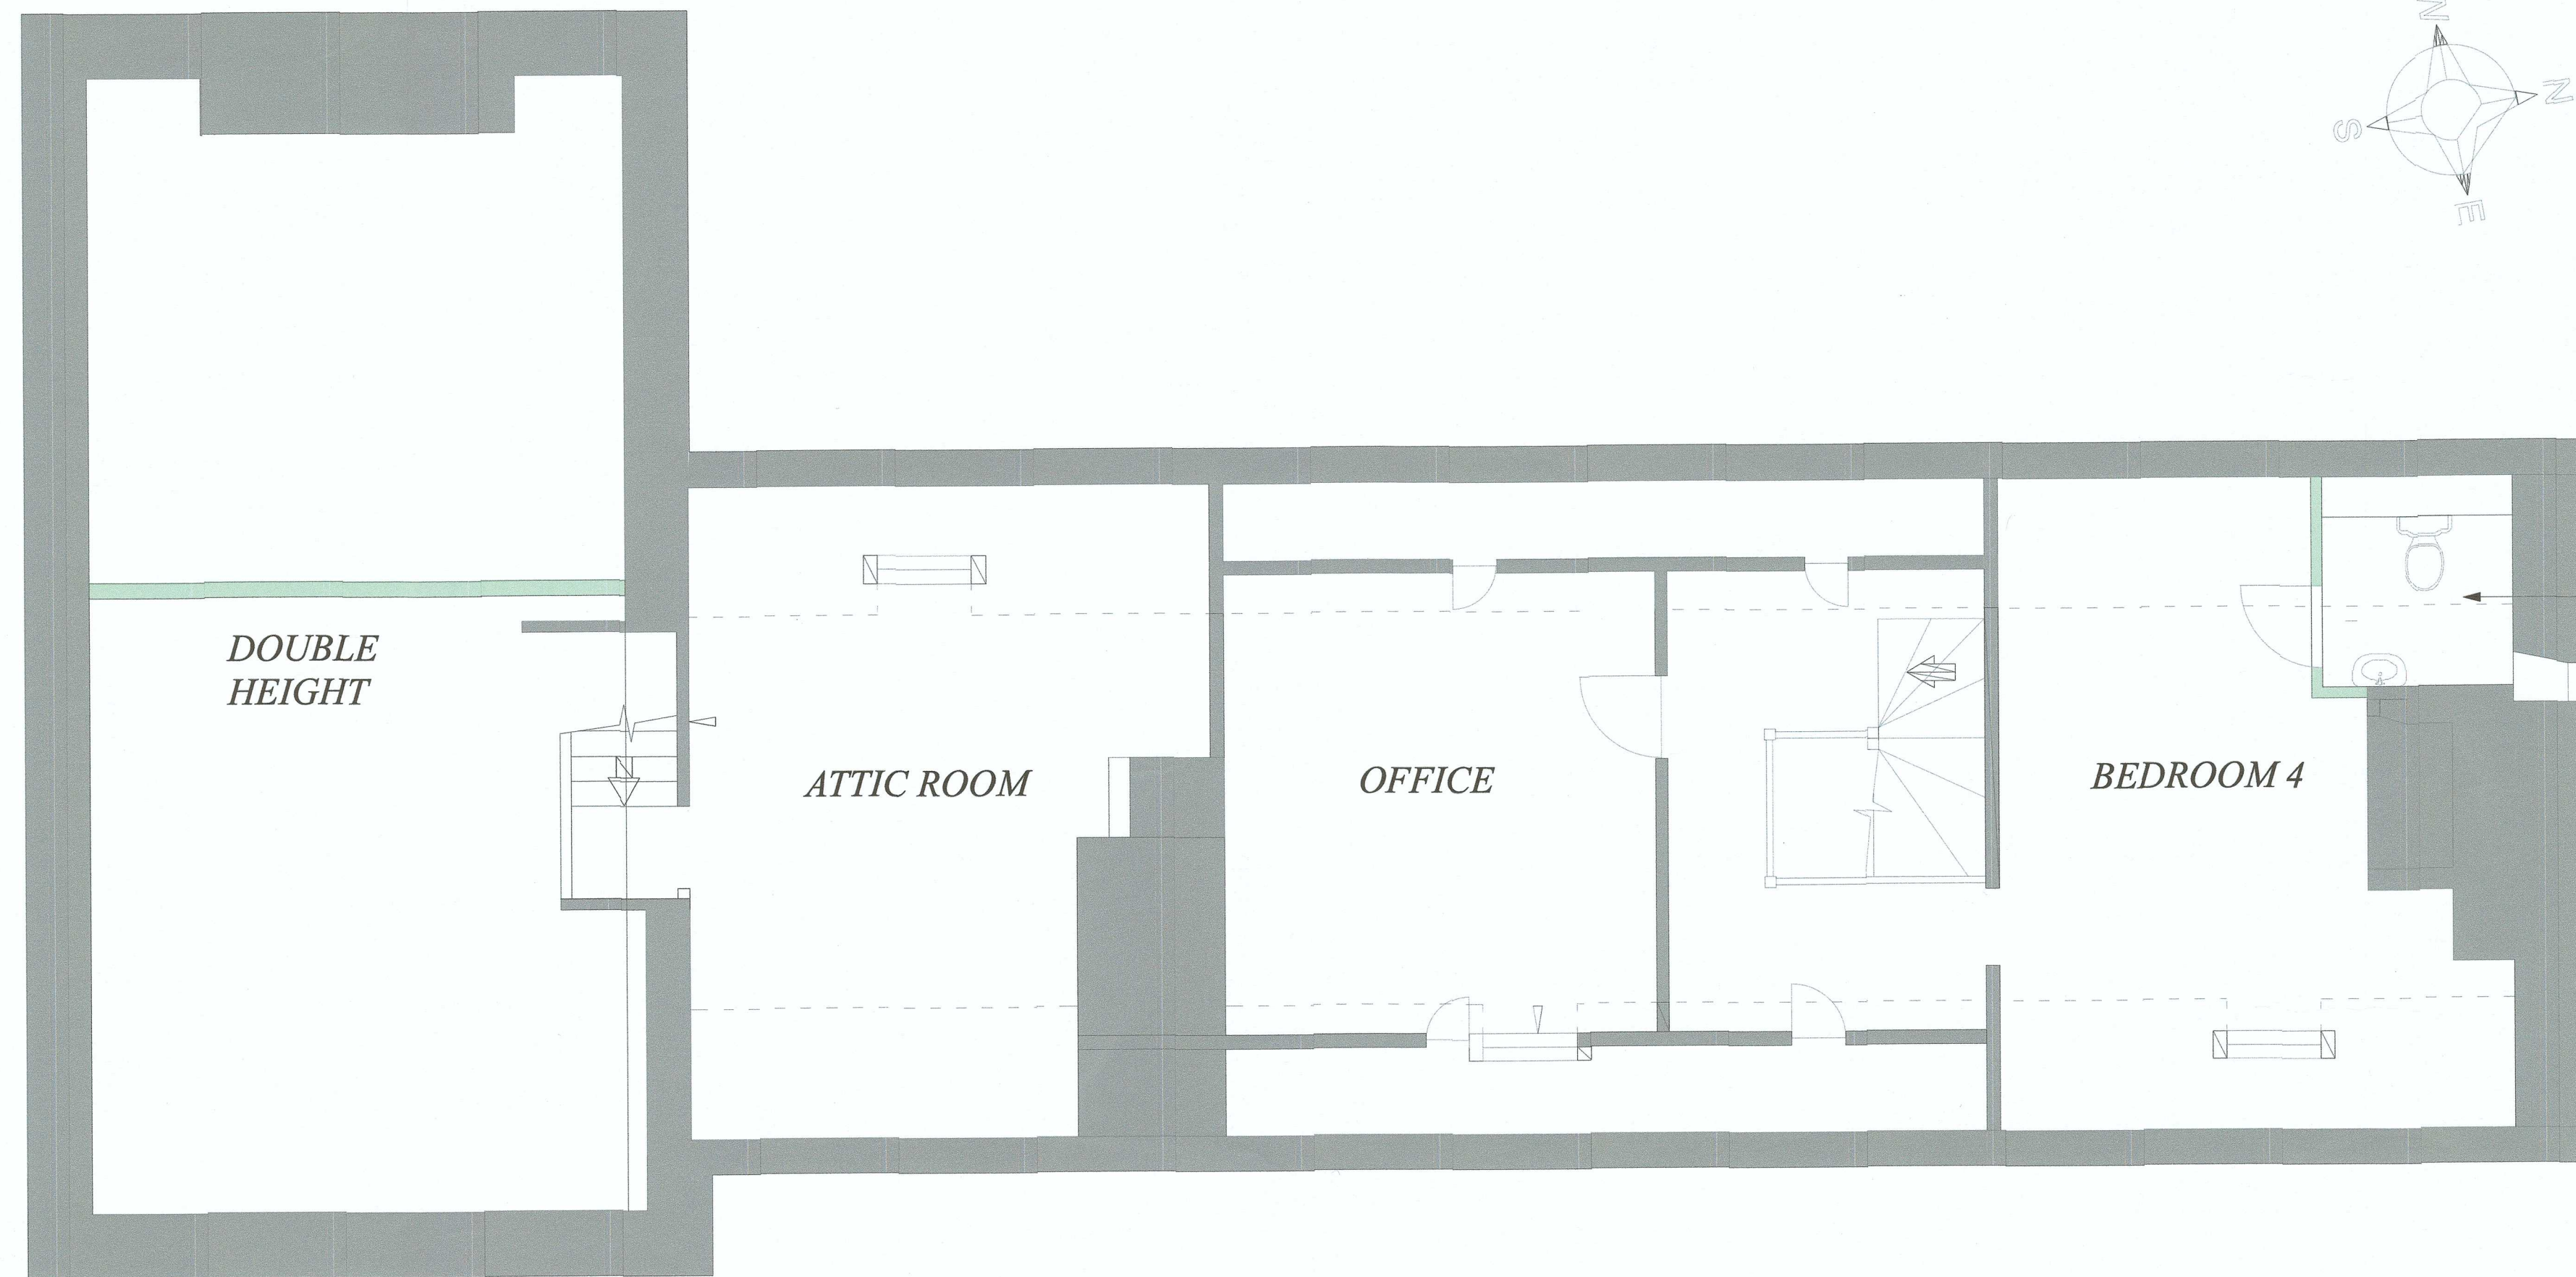 N
N
S
E
DOUBLE
HEIGHT
ATTIC ROOM
OFFICE
BEDROOM 4